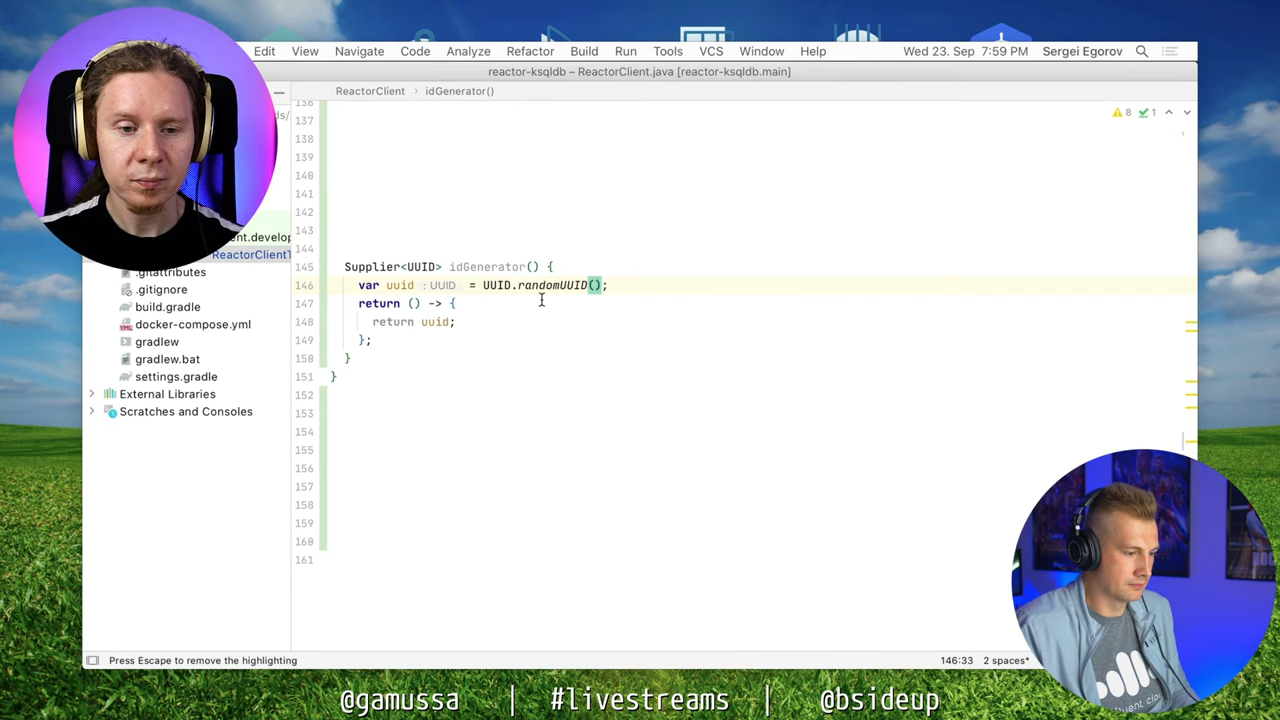 Edit View Navigate Code Analyze Refactor Build Run Tools VCS Window Help Wed 23. Sep 7:59 PM Sergei Egorov
reactor-ksqldb – ReactorClient.java [reactor-ksqldb.main]
ReactorClient › idGenerator()
8 1
136
137
138
139
140
141
142
143
144
145 Supplier<UUID> idGenerator() {
146 var uuid : UUID = UUID.randomUUID();
147 return () -> {
148 return uuid;
149 };
150 }
151 }
152
153
154
155
156
157
158
159
160
161
ds/
ent.develop
ReactorClientT
.gitattributes
.gitignore
build.gradle
docker-compose.yml
gradlew
gradlew.bat
settings.gradle
External Libraries
Scratches and Consoles
Press Escape to remove the highlighting 146:33 2 spaces*
@gamussa | #livestreams | @bsideup